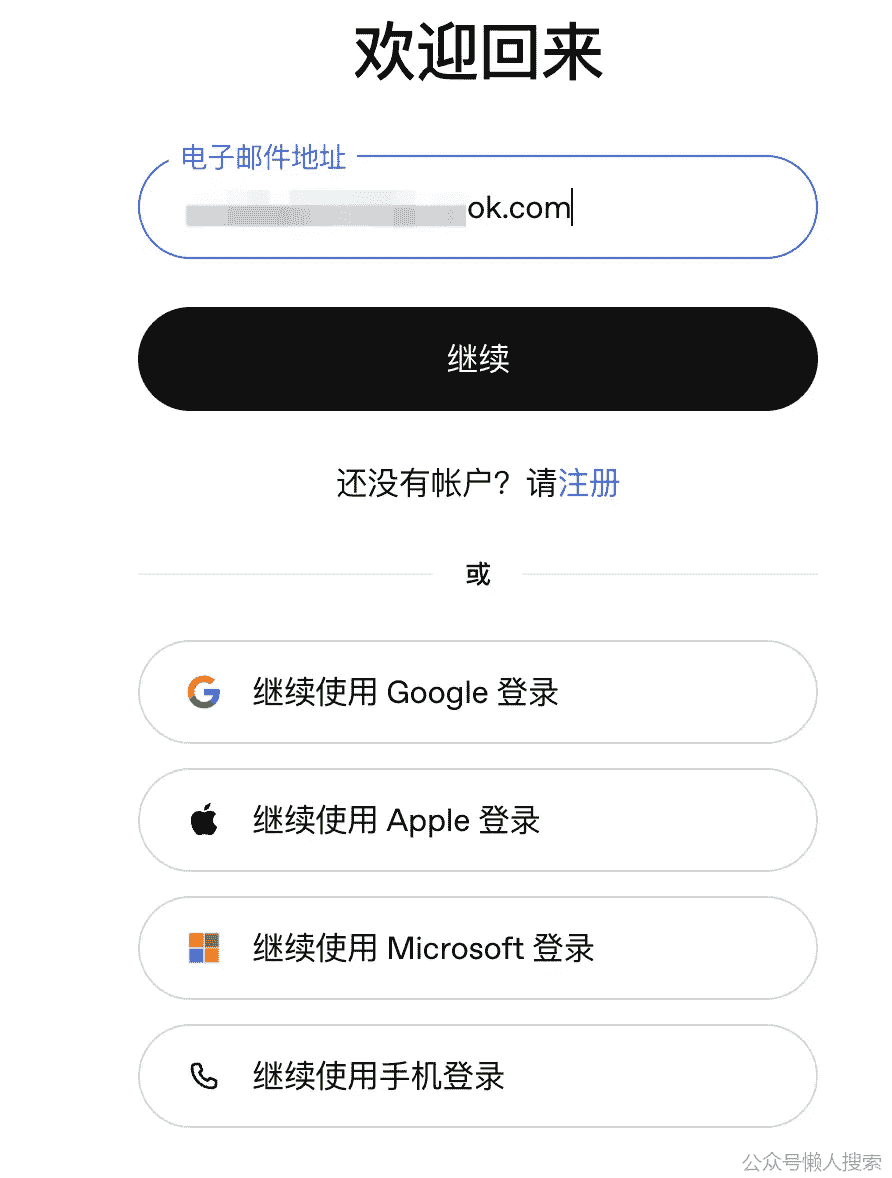 欢迎回来
电子邮件地址
ok.com
继续
还没有帐户？请注册
或
继续使用 Google 登录
继续使用 Apple 登录
继续使用 Microsoft 登录
继续使用手机登录
公众号懒人搜索